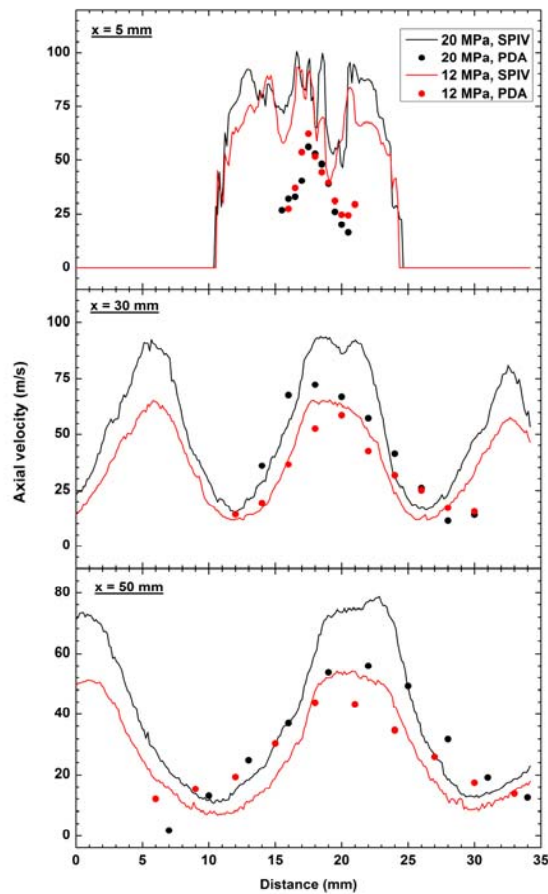 x = 5 mm
20 MPa, SPIV
20 MPa, PDA
12 MPa, SPIV
12 MPa, PDA
100
75
50
25
0
x = 30 mm
100
75
50
25
0
Axial velocity (m/s)
x = 50 mm
80
60
40
20
0
0 5 10 15 20 25 30 35
Distance (mm)